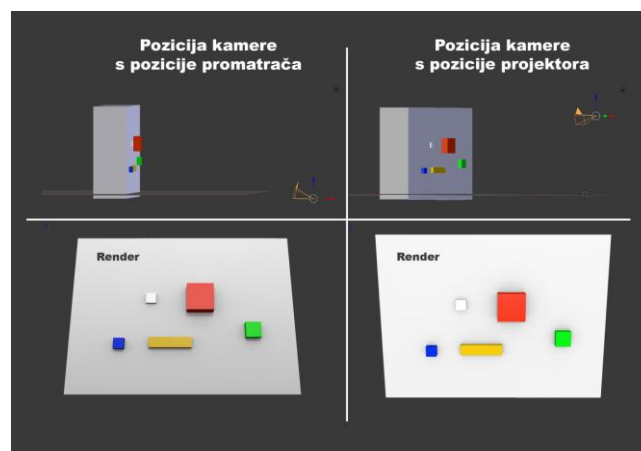 Pozicija kamere
s pozicije promatrača
Pozicija kamere
s pozicije projektora
Render
Render